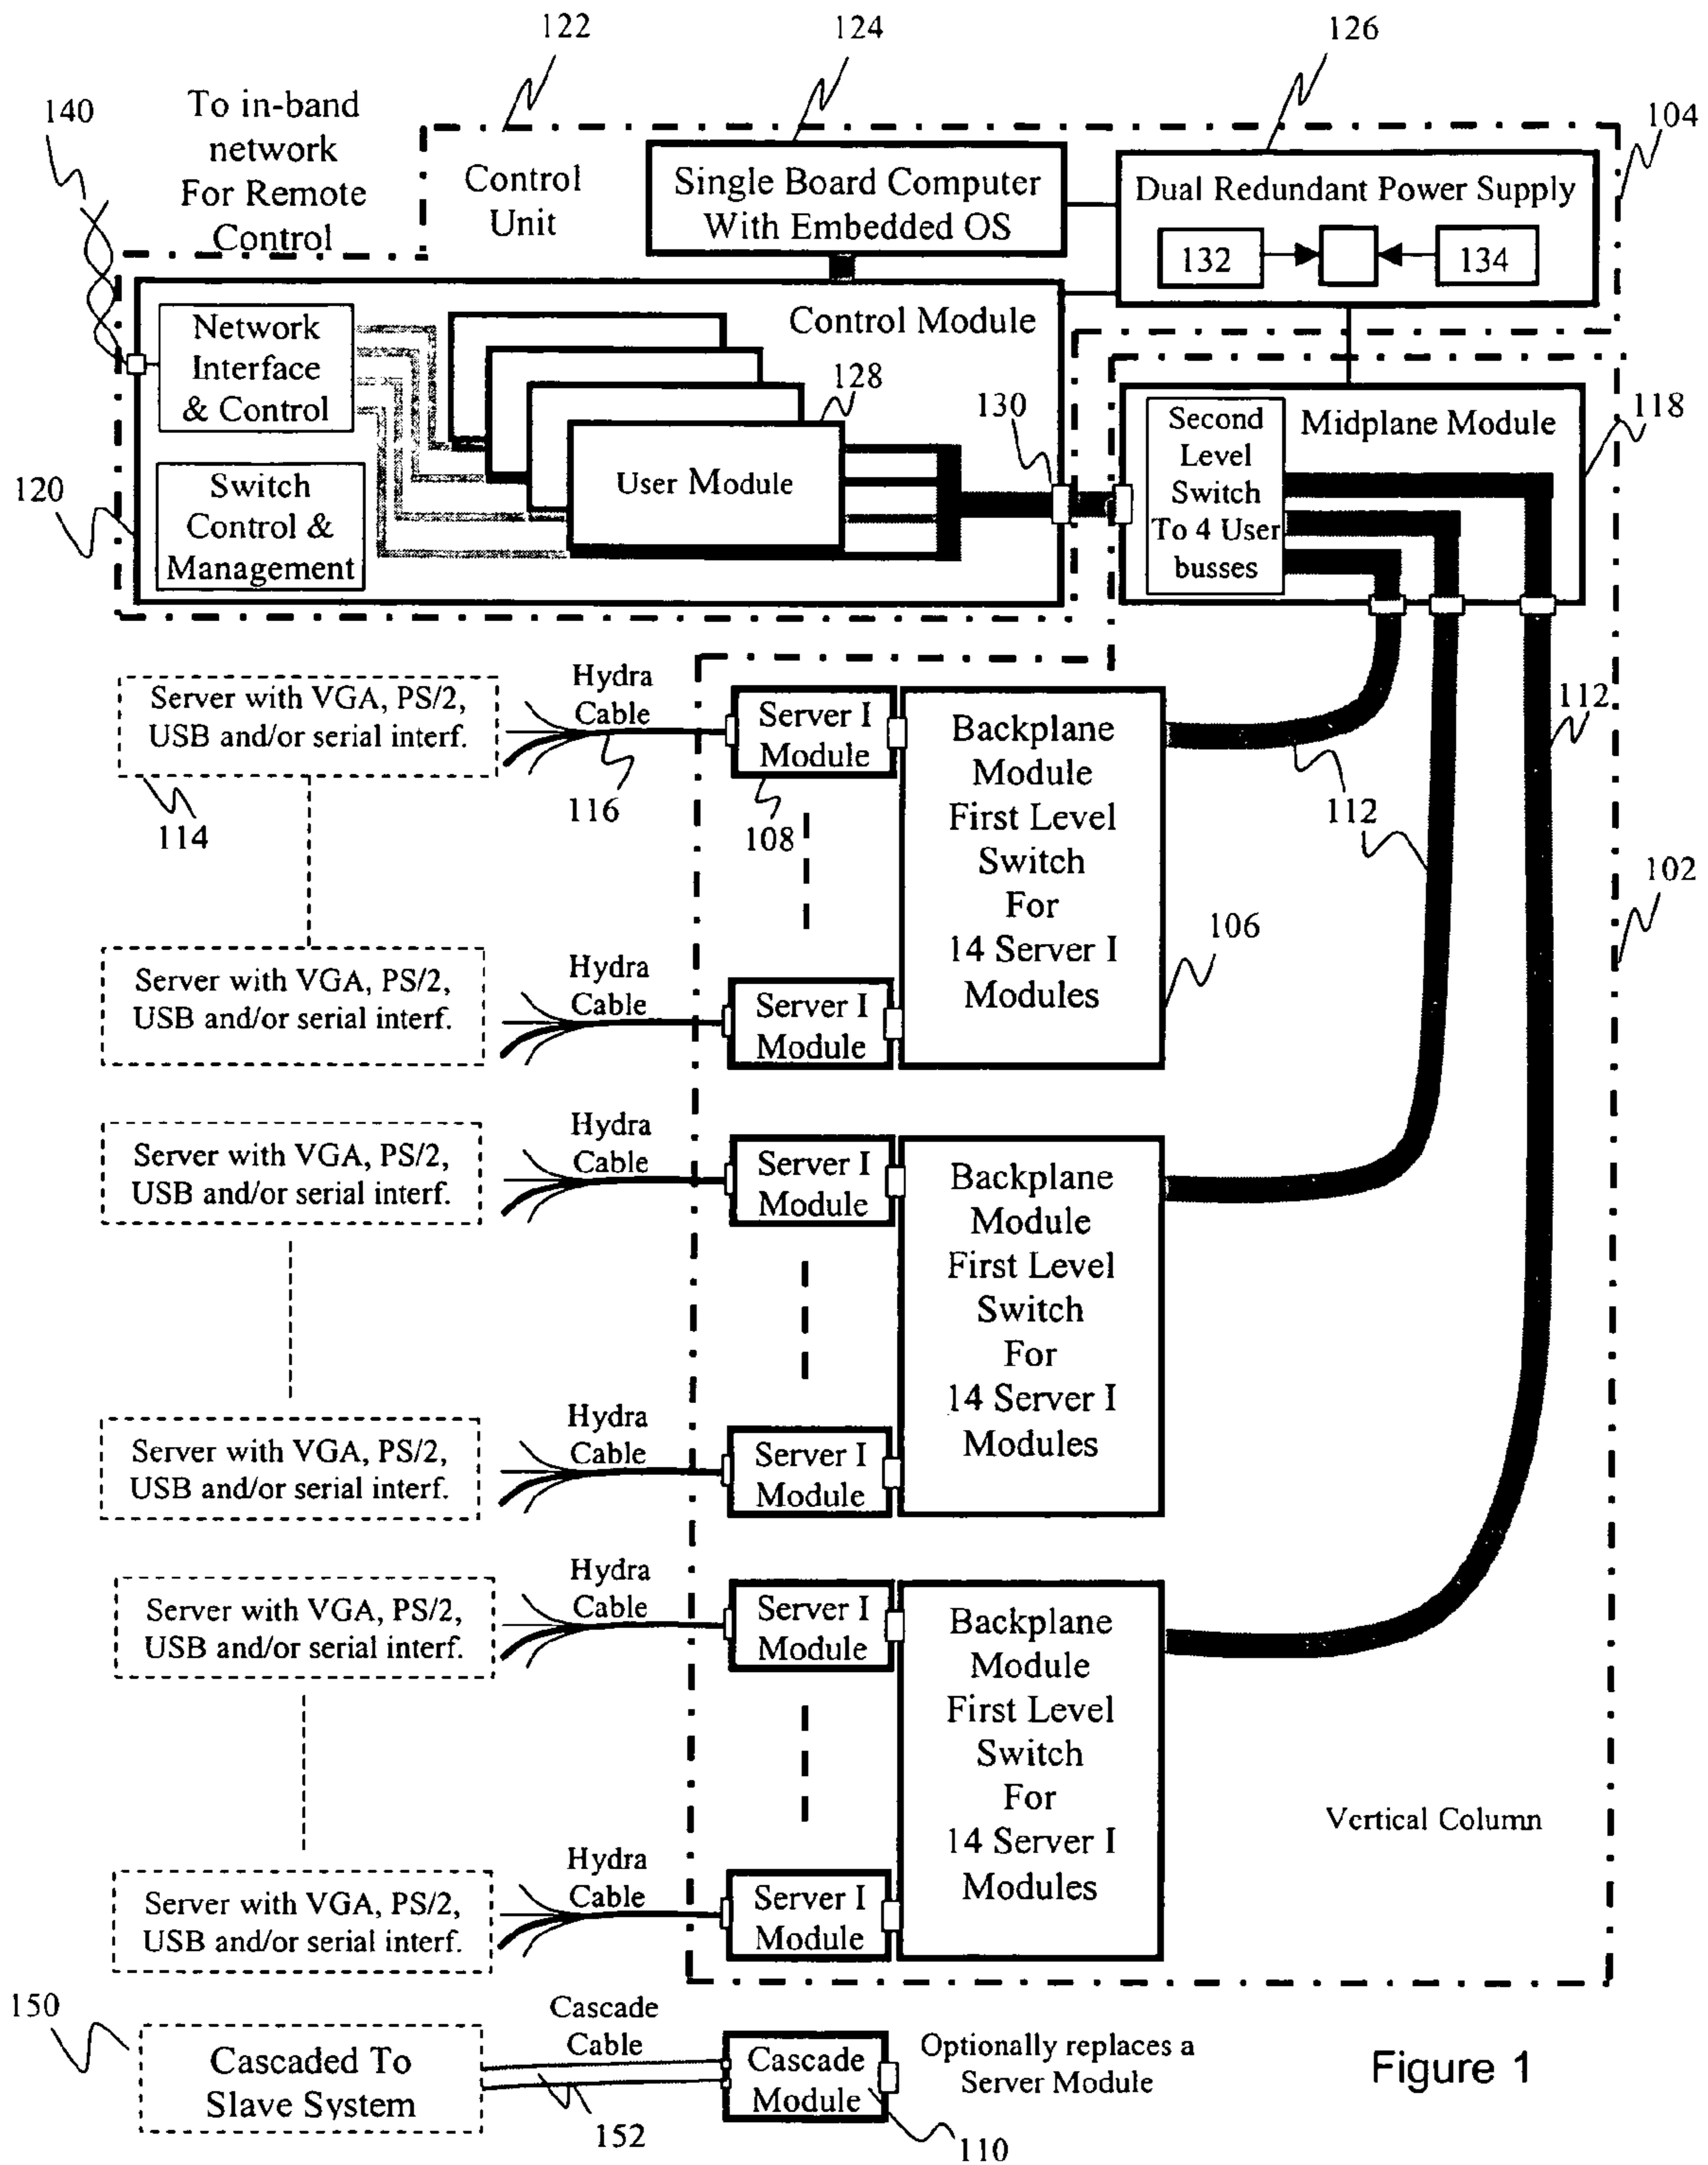 122
124
126
140
To in-band
network
For Remote
Control
104
Control
Unit
Single Board Computer
With Embedded OS
Dual Redundant Power Supply
132
134
Network
Interface
& Control
Control Module
128
User Module
130
Second
Level
Switch
To 4 User
busses
Midplane Module
118
120
Switch
Control &
Management
Server with VGA, PS/2,
USB and/or serial interf.
114
Hydra
Cable
116
Server I
Module
108
Backplane
Module
First Level
Switch
For
14 Server I
Modules
112
112
102
106
Server with VGA, PS/2,
USB and/or serial interf.
Hydra
Cable
Server I
Module
Server with VGA, PS/2,
USB and/or serial interf.
Hydra
Cable
Server I
Module
Backplane
Module
First Level
Switch
For
14 Server I
Modules
Server with VGA, PS/2,
USB and/or serial interf.
Hydra
Cable
Server I
Module
Server with VGA, PS/2,
USB and/or serial interf.
Hydra
Cable
Server I
Module
Backplane
Module
First Level
Switch
For
14 Server I
Modules
Vertical Column
Server with VGA, PS/2,
USB and/or serial interf.
Hydra
Cable
Server I
Module
150
Cascaded To
Slave System
Cascade
Cable
152
Cascade
Module
110
Optionally replaces a
Server Module
Figure 1